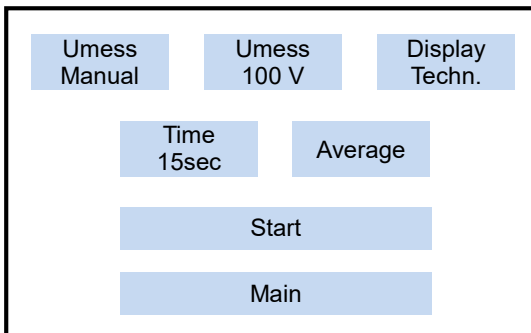 Umess
Manual
Umess
100 V
Display
Techn.
Time
15sec
Average
Start
Main